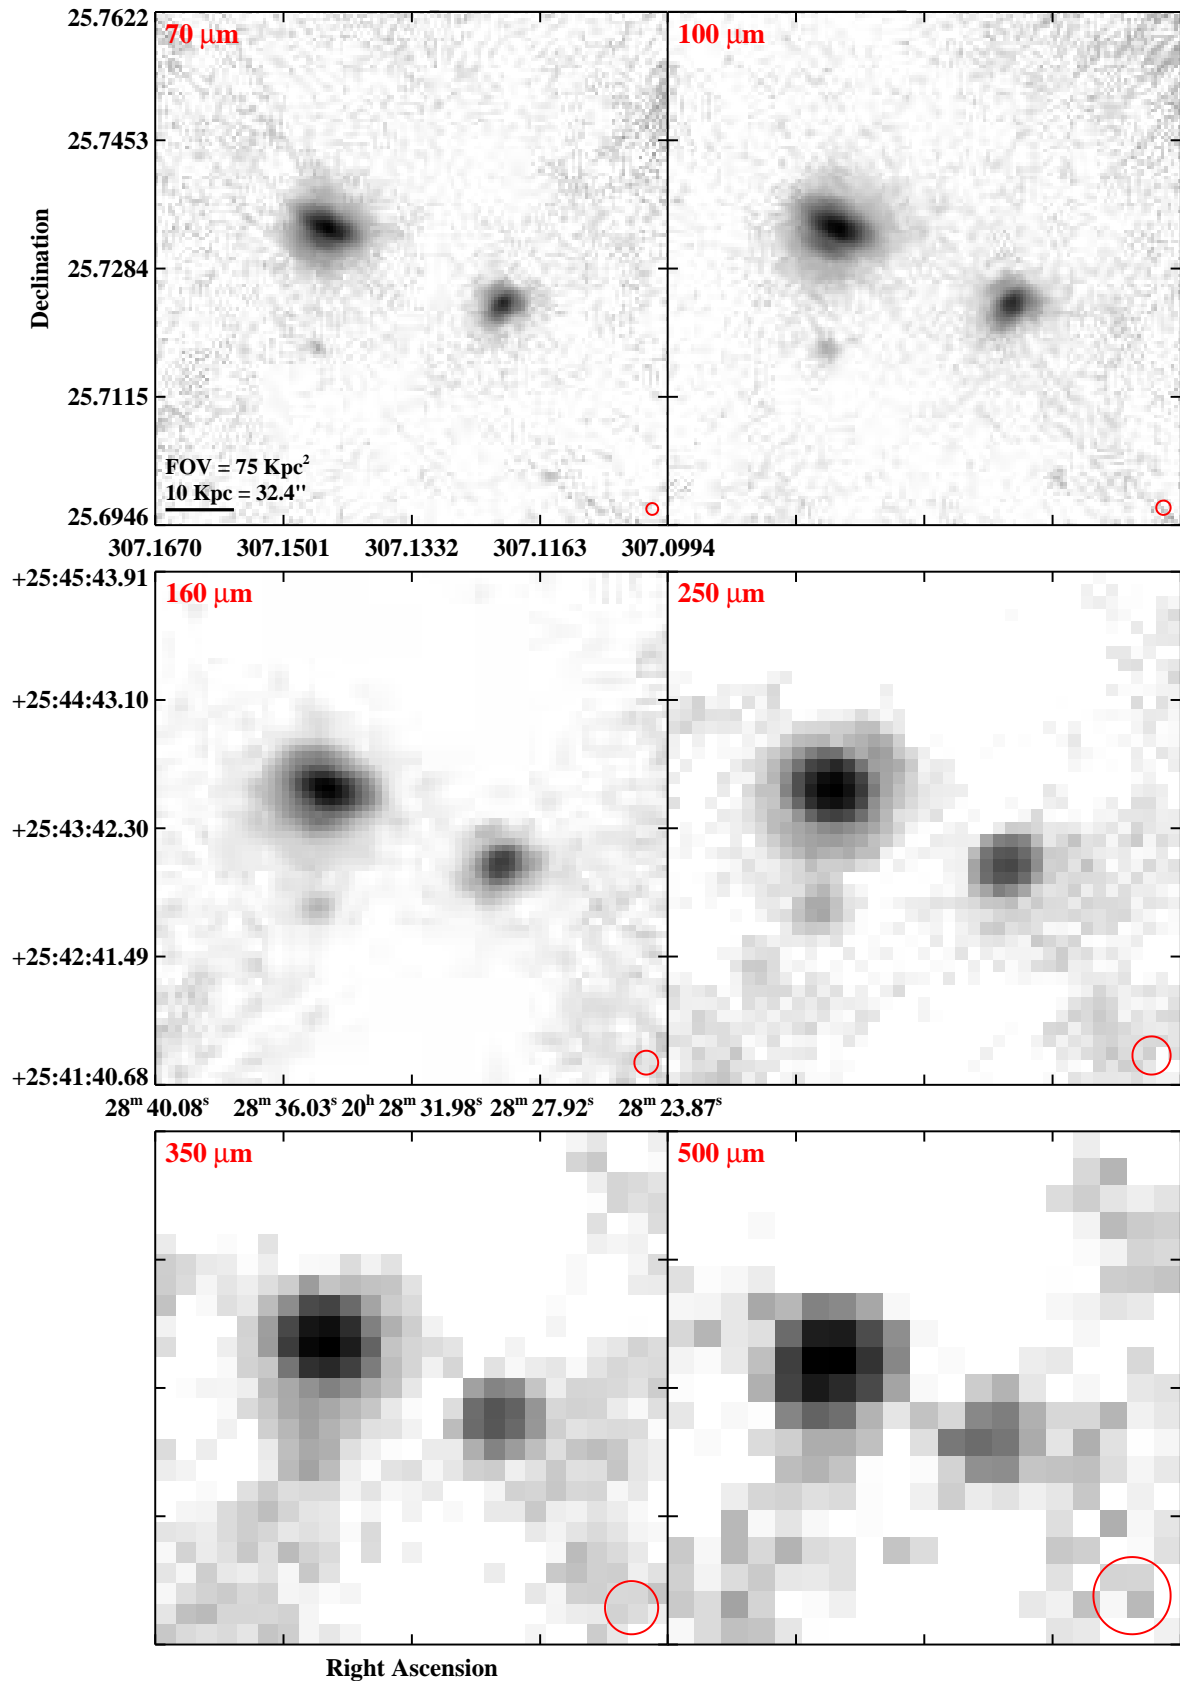 25.7622
70 μm
100 μm
25.7453
Declination
25.7284
25.7115
FOV = 75 Kpc²
10 Kpc = 32.4"
25.6946
307.1670 307.1501 307.1332 307.1163 307.0994
+25:45:43.91
160 μm
250 μm
+25:44:43.10
+25:43:42.30
+25:42:41.49
+25:41:40.68
28ᵐ 40.08ˢ 28ᵐ 36.03ˢ 20ʰ 28ᵐ 31.98ˢ 28ᵐ 27.92ˢ 28ᵐ 23.87ˢ
350 μm
500 μm
Right Ascension